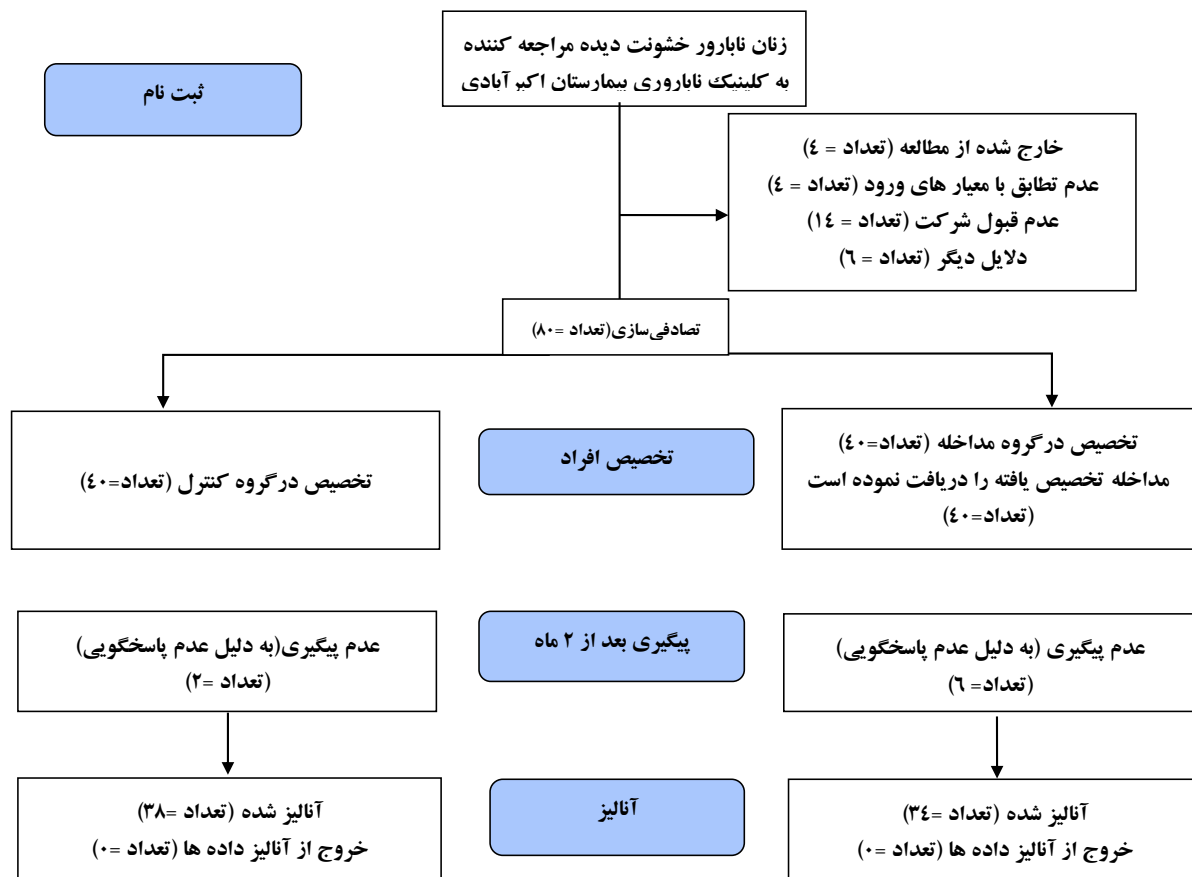 زنان نابارور خشونت دیده مراجعه کننده
به کلینیک ناباروری بیمارستان اکبرآبادی
ثبت نام
خارج شده از مطالعه (تعداد = ٤)
عدم تطابق با معیار های ورود (تعداد = ٤)
عدم قبول شرکت (تعداد = ١٤)
دلایل دیگر (تعداد = ٦)
تصادفی‌سازی(تعداد =٨٠)
تخصیص درگروه مداخله (تعداد=٤٠)
مداخله تخصیص یافته را دریافت نموده است
(تعداد=٤٠)
تخصیص افراد
تخصیص درگروه کنترل (تعداد=٤٠)
عدم پیگیری (به دلیل عدم پاسخگویی)
(تعداد= ٦)
پیگیری بعد از ٢ ماه
عدم پیگیری(به دلیل عدم پاسخگویی)
(تعداد =٢)
آنالیز شده (تعداد =٣٤)
خروج از آنالیز داده ها (تعداد =٠)
آنالیز
آنالیز شده (تعداد =٣٨)
خروج از آنالیز داده ها (تعداد =٠)